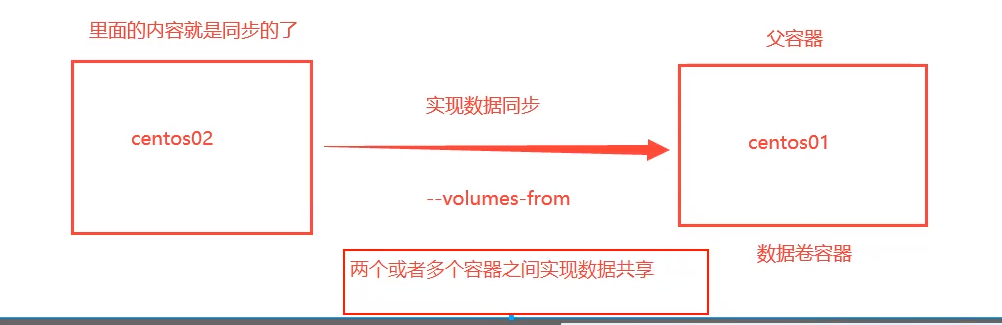 里面的内容就是同步的了
父容器
实现数据同步
centos02
centos01
--volumes-from
数据卷容器
两个或者多个容器之间实现数据共享